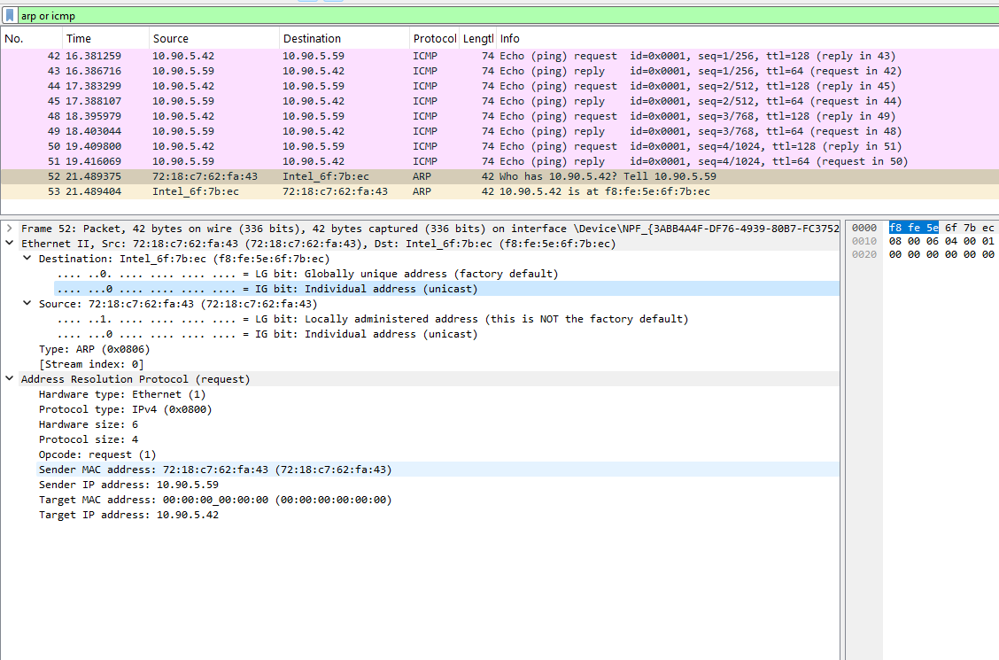 arp or icmp
No. Time Source Destination Protocol Lengtl Info
42 16.381259 10.90.5.42 10.90.5.59 ICMP 74 Echo (ping) request id=0x0001, seq=1/256, ttl=128 (reply in 43)
43 16.386716 10.90.5.59 10.90.5.42 ICMP 74 Echo (ping) reply id=0x0001, seq=1/256, ttl=64 (request in 42)
44 17.383299 10.90.5.42 10.90.5.59 ICMP 74 Echo (ping) request id=0x0001, seq=2/512, ttl=128 (reply in 45)
45 17.388107 10.90.5.59 10.90.5.42 ICMP 74 Echo (ping) reply id=0x0001, seq=2/512, ttl=64 (request in 44)
48 18.395979 10.90.5.42 10.90.5.59 ICMP 74 Echo (ping) request id=0x0001, seq=3/768, ttl=128 (reply in 49)
49 18.403044 10.90.5.59 10.90.5.42 ICMP 74 Echo (ping) reply id=0x0001, seq=3/768, ttl=64 (request in 48)
50 19.409800 10.90.5.42 10.90.5.59 ICMP 74 Echo (ping) request id=0x0001, seq=4/1024, ttl=128 (reply in 51)
51 19.416069 10.90.5.59 10.90.5.42 ICMP 74 Echo (ping) reply id=0x0001, seq=4/1024, ttl=64 (request in 50)
52 21.489375 72:18:c7:62:fa:43 Intel_6f:7b:ec ARP 42 Who has 10.90.5.42? Tell 10.90.5.59
53 21.489404 Intel_6f:7b:ec 72:18:c7:62:fa:43 ARP 42 10.90.5.42 is at f8:fe:5e:6f:7b:ec
Frame 52: Packet, 42 bytes on wire (336 bits), 42 bytes captured (336 bits) on interface \Device\NPF_{3ABB4A4F-DF76-4939-80B7-FC3752
Ethernet II, Src: 72:18:c7:62:fa:43 (72:18:c7:62:fa:43), Dst: Intel_6f:7b:ec (f8:fe:5e:6f:7b:ec)
Destination: Intel_6f:7b:ec (f8:fe:5e:6f:7b:ec)
.... ..0. .... .... .... .... = LG bit: Globally unique address (factory default)
.... ...0 .... .... .... .... = IG bit: Individual address (unicast)
Source: 72:18:c7:62:fa:43 (72:18:c7:62:fa:43)
.... ..1. .... .... .... .... = LG bit: Locally administered address (this is NOT the factory default)
.... ...0 .... .... .... .... = IG bit: Individual address (unicast)
Type: ARP (0x0806)
[Stream index: 0]
Address Resolution Protocol (request)
Hardware type: Ethernet (1)
Protocol type: IPv4 (0x0800)
Hardware size: 6
Protocol size: 4
Opcode: request (1)
Sender MAC address: 72:18:c7:62:fa:43 (72:18:c7:62:fa:43)
Sender IP address: 10.90.5.59
Target MAC address: 00:00:00_00:00:00 (00:00:00:00:00:00)
Target IP address: 10.90.5.42
0000 f8 fe 5e 6f 7b ec
0010 08 00 06 04 00 01
0020 00 00 00 00 00 00